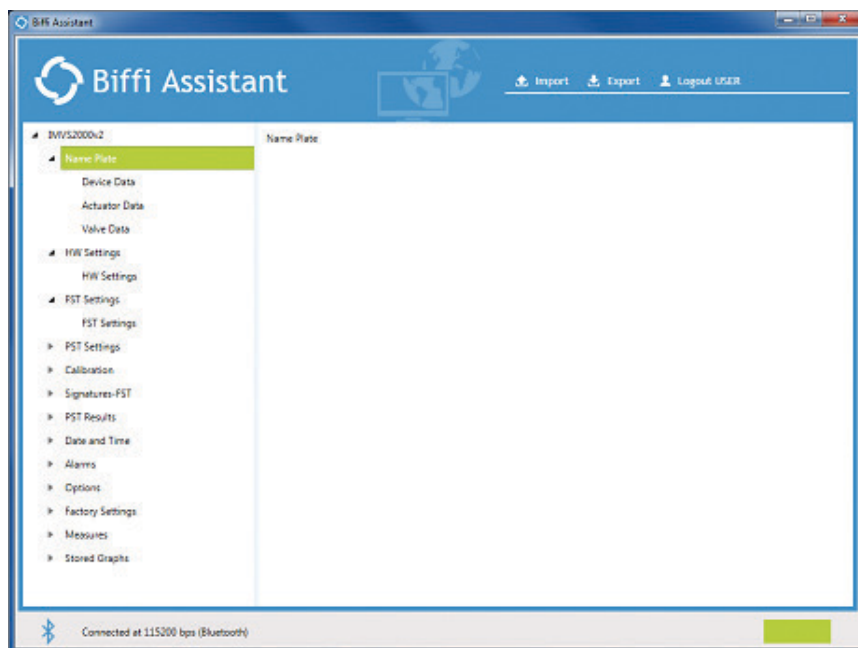 Biffi Assistant
Biffi Assistant
Import Export Logout USER
IMVS2000v2
Name Plate
Name Plate
Device Data
Actuator Data
Valve Data
HW Settings
HW Settings
FST Settings
FST Settings
PST Settings
Calibration
Signatures-FST
PST Results
Date and Time
Alarms
Options
Factory Settings
Measures
Stored Graphs
Connected at 115200 bps (Bluetooth)